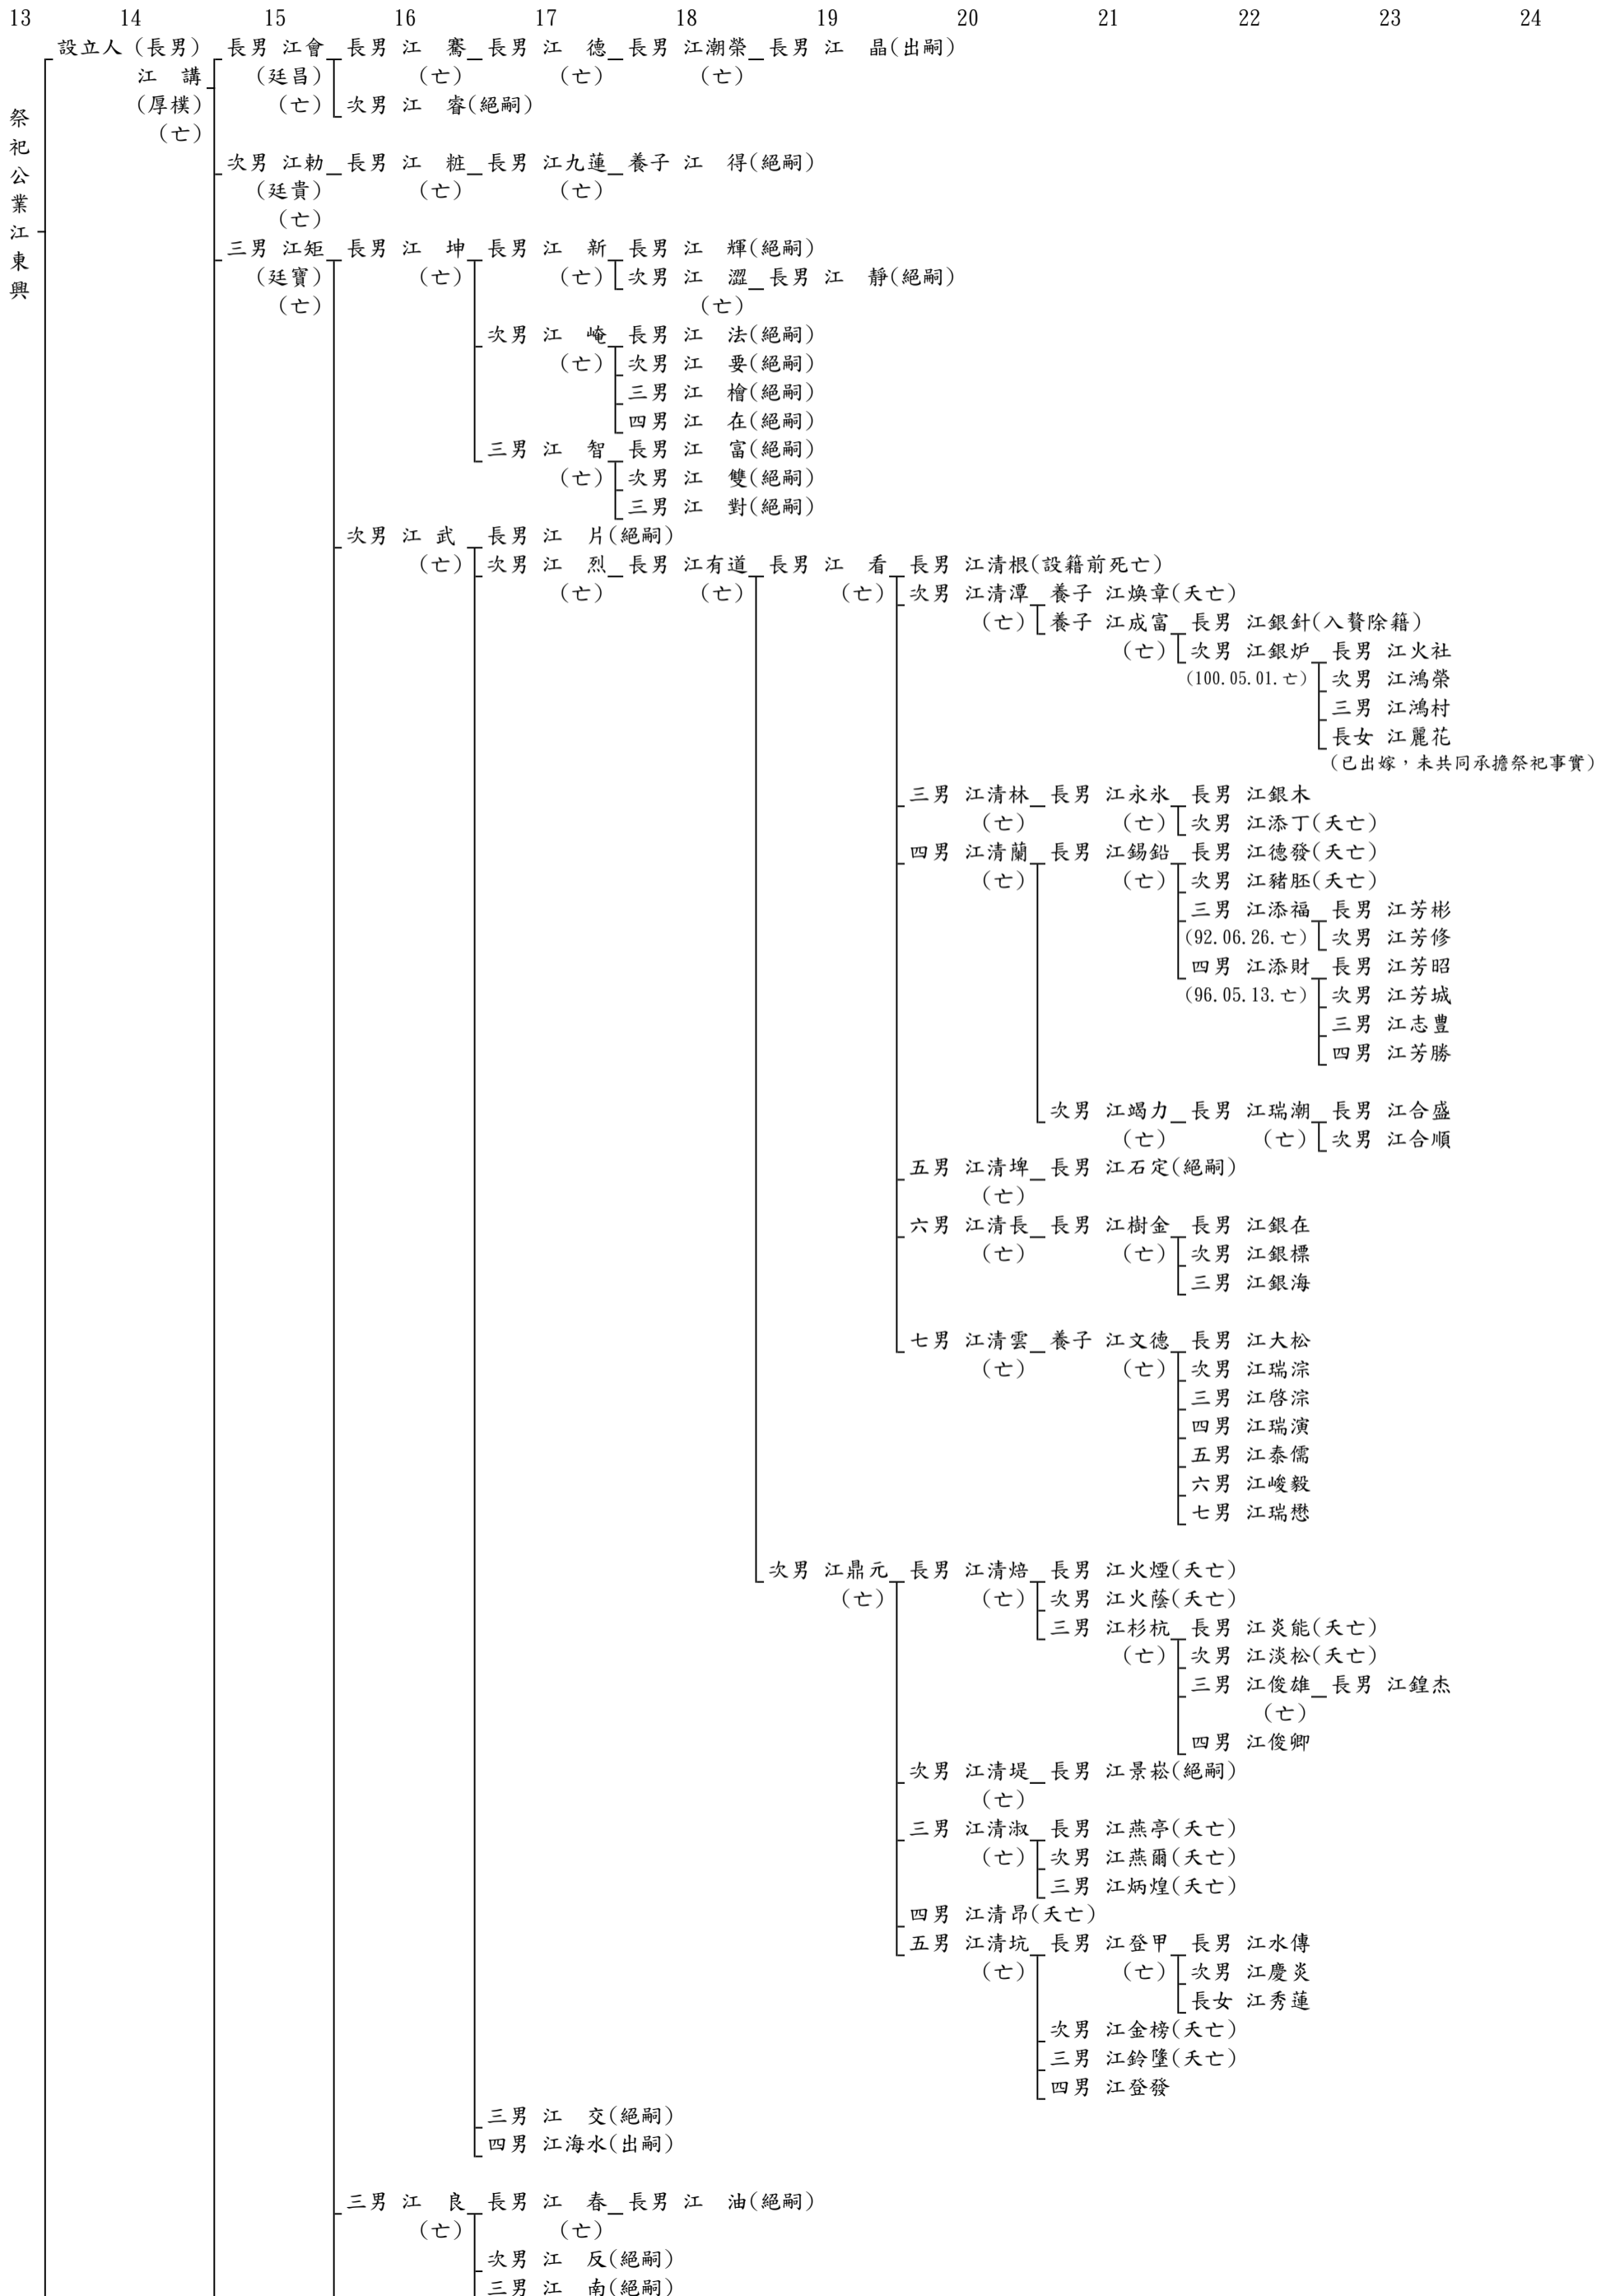 13 14 15 16 17 18 19 20 21 22 23 24
祭祀公業江東興
設立人（長男） 長男 江會 長男 江 騫 長男 江 德 長男 江潮榮 長男 江 晶(出嗣)
江 講 (廷昌) (亡) (亡) (亡)
(厚樸) (亡) 次男 江 睿(絕嗣)
(亡)
次男 江勅 長男 江 粧 長男 江九蓮 養子 江 得(絕嗣)
(廷貴) (亡) (亡)
(亡)
三男 江矩 長男 江 坤 長男 江 新 長男 江 輝(絕嗣)
(廷寶) (亡) (亡) 次男 江 澀 長男 江 靜(絕嗣)
(亡) (亡)
次男 江 崦 長男 江 法(絕嗣)
(亡) 次男 江 要(絕嗣)
三男 江 檜(絕嗣)
四男 江 在(絕嗣)
三男 江 智 長男 江 富(絕嗣)
(亡) 次男 江 雙(絕嗣)
三男 江 對(絕嗣)
次男 江 武 長男 江 片(絕嗣)
(亡) 次男 江 烈 長男 江有道 長男 江 看 長男 江清根(設籍前死亡)
(亡) (亡) (亡) 次男 江清潭 養子 江煥章(夭亡)
(亡) 養子 江成富 長男 江銀針(入贅除籍)
(亡) 次男 江銀炉 長男 江火社
(100.05.01.亡) 次男 江鴻榮
三男 江鴻村
長女 江麗花
(已出嫁，未共同承擔祭祀事實)
三男 江清林 長男 江永氷 長男 江銀木
(亡) (亡) 次男 江添丁(夭亡)
四男 江清蘭 長男 江錫鉛 長男 江德發(夭亡)
(亡) (亡) 次男 江豬胚(夭亡)
三男 江添福 長男 江芳彬
(92.06.26.亡) 次男 江芳修
四男 江添財 長男 江芳昭
(96.05.13.亡) 次男 江芳城
三男 江志豊
四男 江芳勝
次男 江竭力 長男 江瑞潮 長男 江合盛
(亡) (亡) 次男 江合順
五男 江清埤 長男 江石定(絕嗣)
(亡)
六男 江清長 長男 江樹金 長男 江銀在
(亡) (亡) 次男 江銀標
三男 江銀海
七男 江清雲 養子 江文德 長男 江大松
(亡) (亡) 次男 江瑞淙
三男 江啓淙
四男 江瑞演
五男 江泰儒
六男 江峻毅
七男 江瑞懋
次男 江鼎元 長男 江清焙 長男 江火煙(夭亡)
(亡) (亡) 次男 江火蔭(夭亡)
三男 江杉杭 長男 江炎能(夭亡)
(亡) 次男 江淡松(夭亡)
三男 江俊雄 長男 江鍠杰
(亡)
四男 江俊卿
次男 江清堤 長男 江景崧(絕嗣)
(亡)
三男 江清淑 長男 江燕亭(夭亡)
(亡) 次男 江燕爾(夭亡)
三男 江炳煌(夭亡)
四男 江清昂(夭亡)
五男 江清坑 長男 江登甲 長男 江水傳
(亡) (亡) 次男 江慶炎
長女 江秀蓮
次男 江金榜(夭亡)
三男 江鈴墜(夭亡)
四男 江登發
三男 江 交(絕嗣)
四男 江海水(出嗣)
三男 江 良 長男 江 春 長男 江 油(絕嗣)
(亡) (亡)
次男 江 反(絕嗣)
三男 江 南(絕嗣)